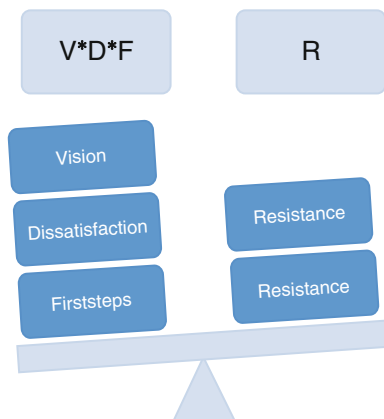 V*D*F
R
Vision
Dissatisfaction
Firststeps
Resistance
Resistance